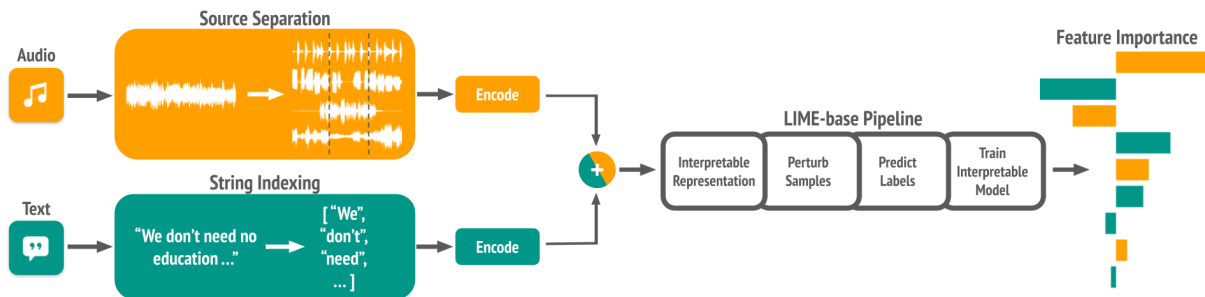 Source Separation
Audio
Encode
String Indexing
Text
“We don’t need no
education ...”
[ “We”,
“don’t”,
“need”,
... ]
Encode
+
LIME-base Pipeline
Interpretable
Representation
Perturb
Samples
Predict
Labels
Train
Interpretable
Model
Feature Importance